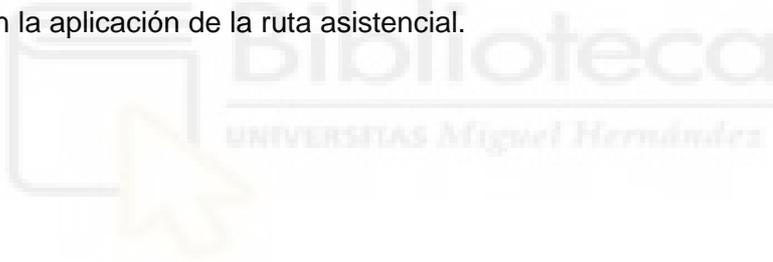 n la aplicación de la ruta asistencial.
Biblioteca
UNIVERSITAS Miguel Hernández